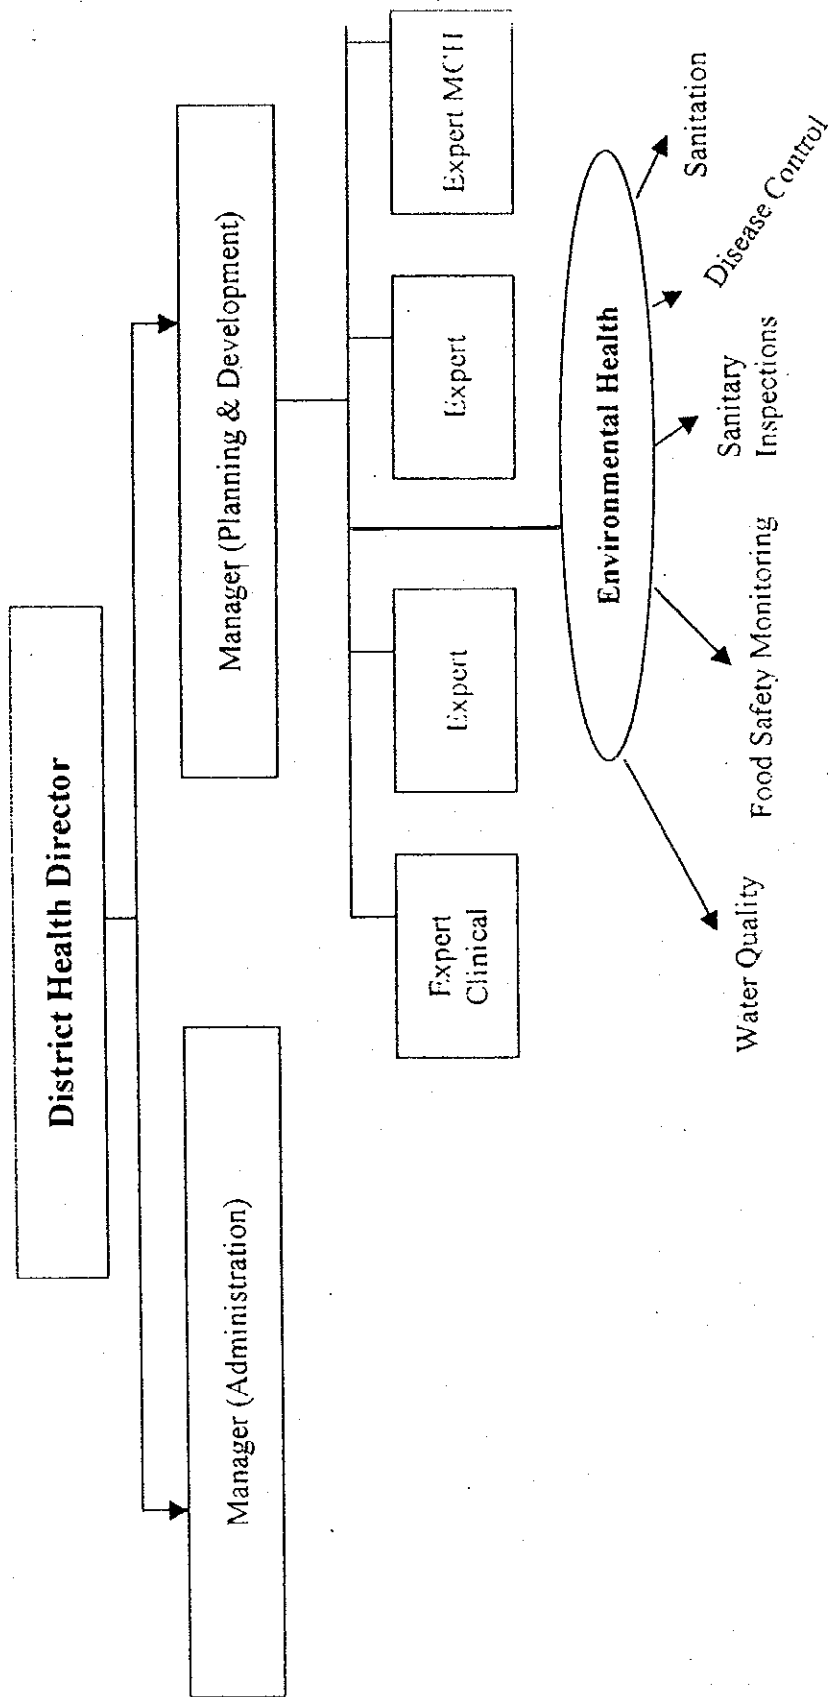 District Health Director
Manager (Administration)
Manager (Planning & Development)
Expert
Clinical
Expert
Expert
Expert MCH
Environmental Health
Water Quality
Food Safety Monitoring
Sanitary
Inspections
Disease Control
Sanitation